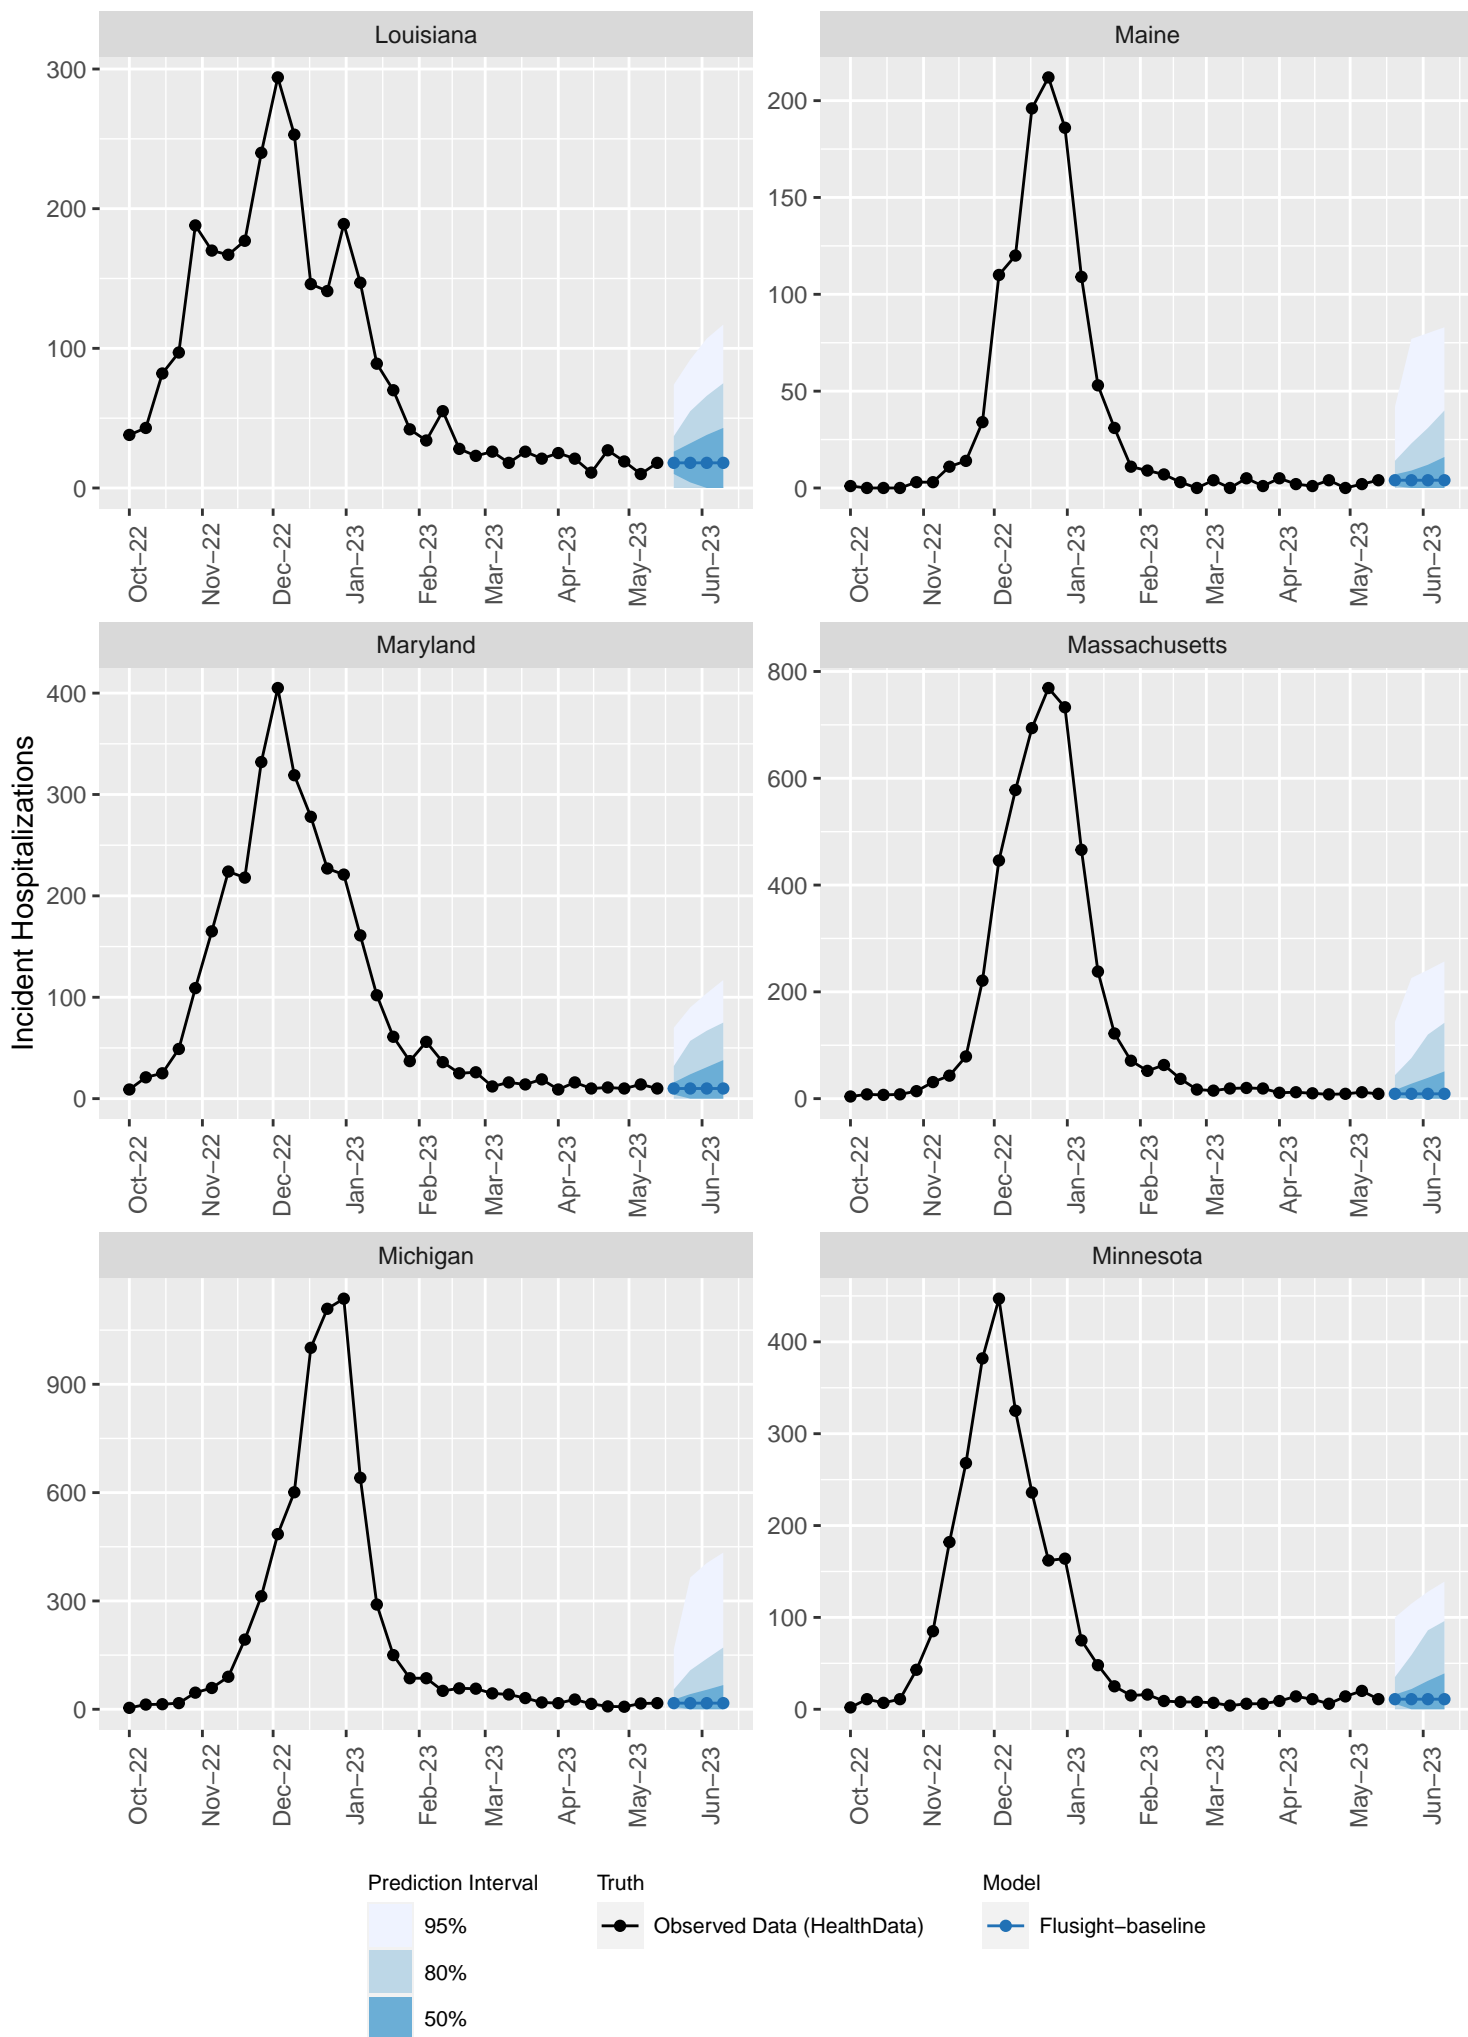 Louisiana
Maine
300
200
100
0
200
150
100
50
0
Oct−22
Nov−22
Dec−22
Jan−23
Feb−23
Mar−23
Apr−23
May−23
Jun−23
Oct−22
Nov−22
Dec−22
Jan−23
Feb−23
Mar−23
Apr−23
May−23
Jun−23
Incident Hospitalizations
Maryland
Massachusetts
400
300
200
100
0
800
600
400
200
0
Oct−22
Nov−22
Dec−22
Jan−23
Feb−23
Mar−23
Apr−23
May−23
Jun−23
Oct−22
Nov−22
Dec−22
Jan−23
Feb−23
Mar−23
Apr−23
May−23
Jun−23
Michigan
Minnesota
900
600
300
0
400
300
200
100
0
Oct−22
Nov−22
Dec−22
Jan−23
Feb−23
Mar−23
Apr−23
May−23
Jun−23
Oct−22
Nov−22
Dec−22
Jan−23
Feb−23
Mar−23
Apr−23
May−23
Jun−23
Prediction Interval
95%
80%
50%
Truth
Observed Data (HealthData)
Model
Flusight−baseline